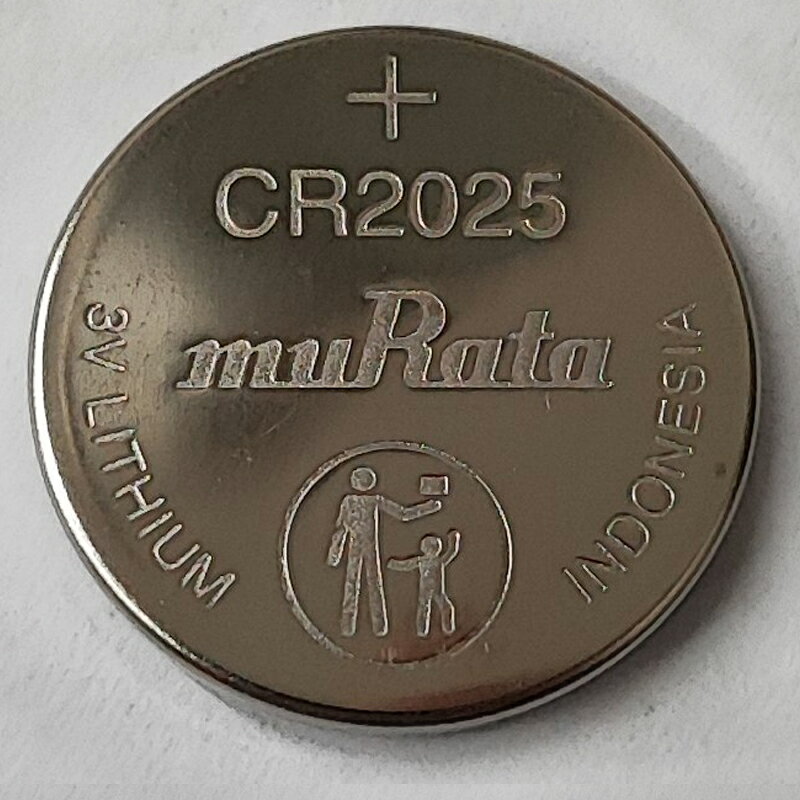 +
CR2025
muRata
3V LITHIUM
INDONESIA